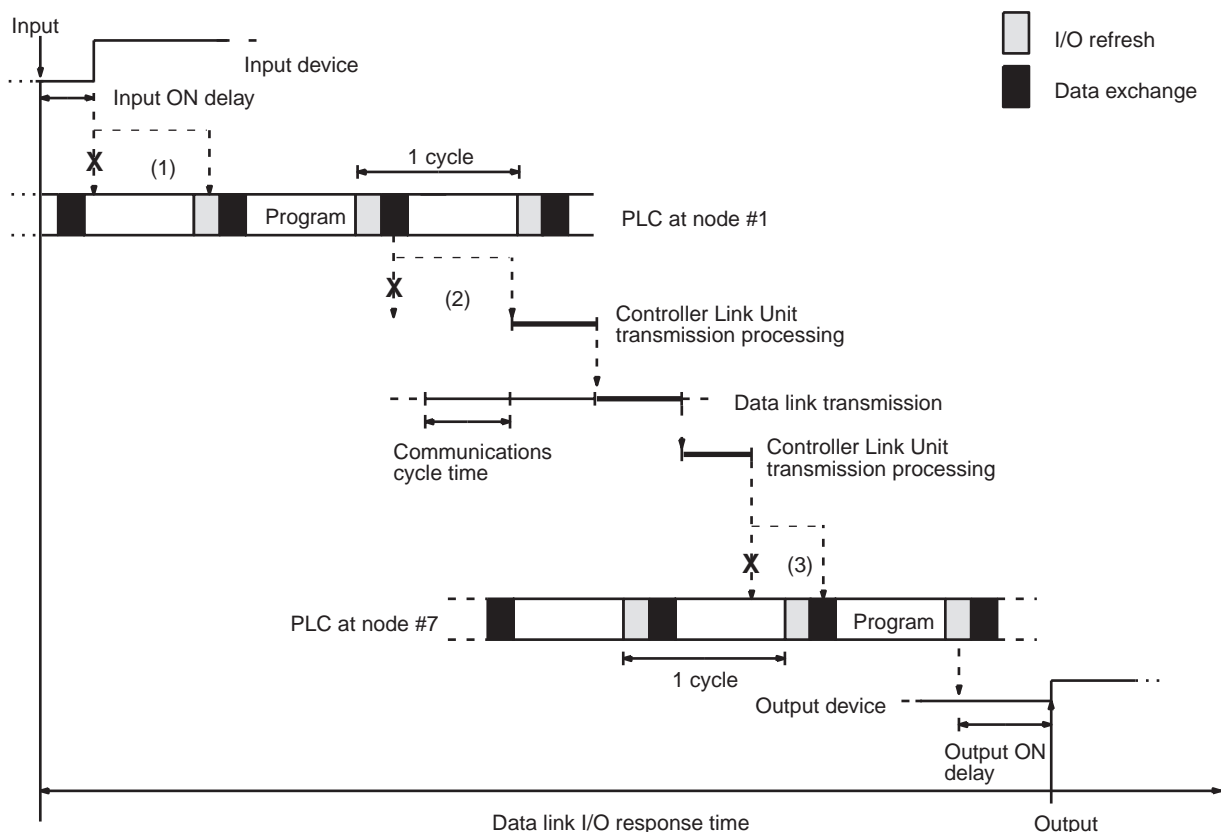 Input
I/O refresh
Input device
Data exchange
Input ON delay
X
(1)
1 cycle
Program
PLC at node #1
X
(2)
Controller Link Unit
transmission processing
Data link transmission
Communications
cycle time
Controller Link Unit
transmission processing
X
(3)
PLC at node #7
Program
1 cycle
Output device
Output ON
delay
Data link I/O response time
Output